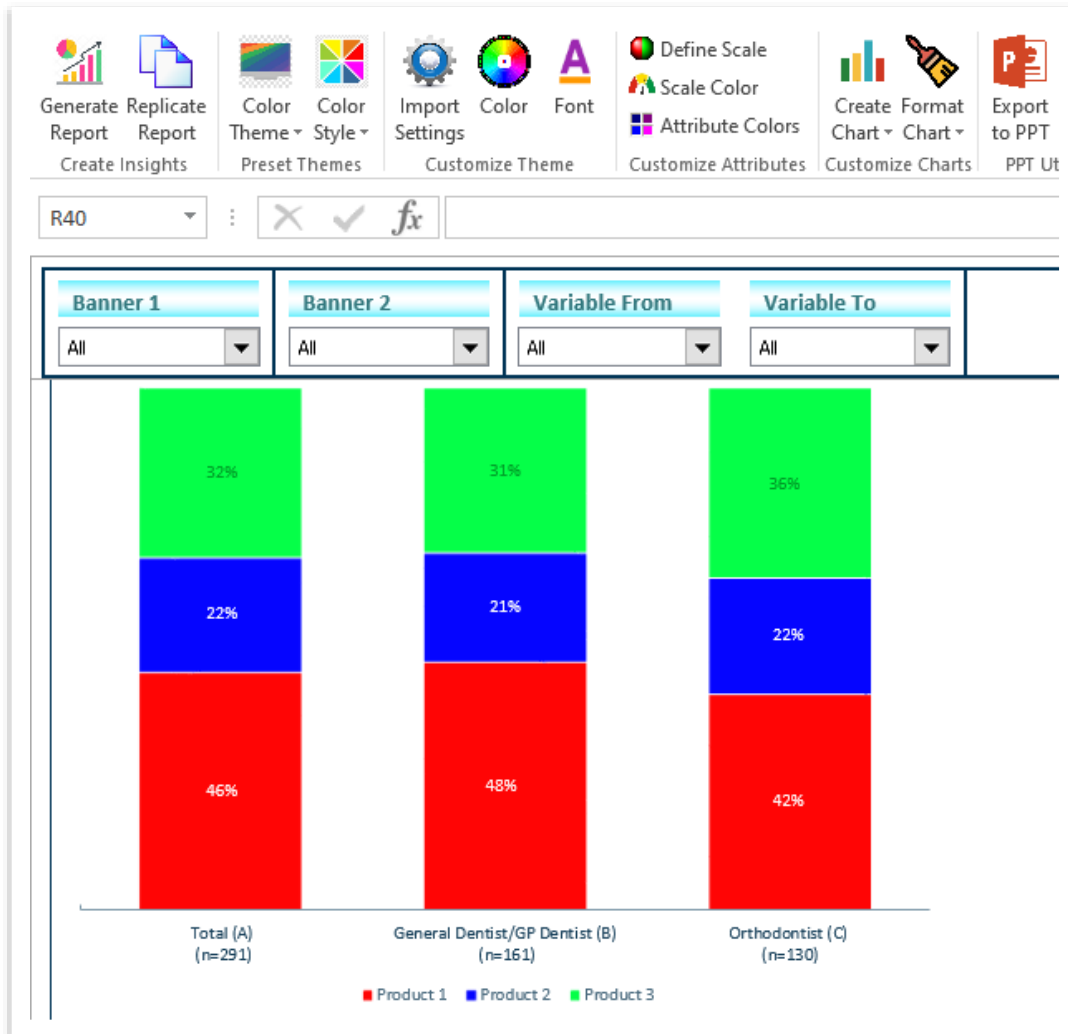 Generate Report
Replicate Report
Color Theme
Color Style
Import Settings
Color
Font
Define Scale
Scale Color
Attribute Colors
Create Chart
Format Chart
Export to PPT
Create Insights
Preset Themes
Customize Theme
Customize Attributes
Customize Charts
PPT Ut
R40
fx
Banner 1
Banner 2
Variable From
Variable To
All
All
All
All
32%
31%
36%
22%
21%
22%
46%
48%
42%
Total (A)
(n=291)
General Dentist/GP Dentist (B)
(n=161)
Orthodontist (C)
(n=130)
Product 1
Product 2
Product 3